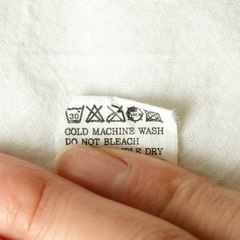 30
COLD MACHINE WASH
DO NOT BLEACH
DRY